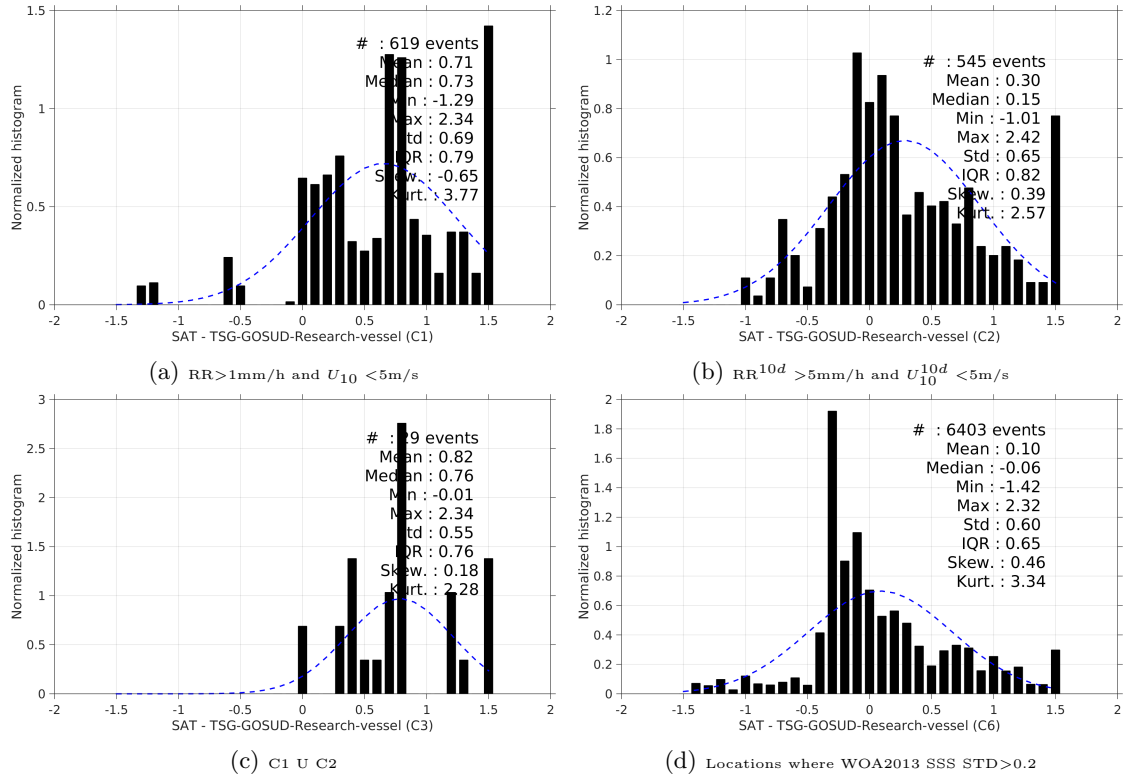 1.5
1
0.5
0
Normalized histogram
# : 619 events
Mean : 0.71
Median : 0.73
Min : -1.29
Max : 2.34
Std : 0.69
IQR : 0.79
Skew. : -0.65
Kurt. : 3.77
-2 -1.5 -1 -0.5 0 0.5 1 1.5 2
SAT - TSG-GOSUD-Research-vessel (C1)
(a) RR>1mm/h and U10 <5m/s
1.2
1
0.8
0.6
0.4
0.2
0
Normalized histogram
# : 545 events
Mean : 0.30
Median : 0.15
Min : -1.01
Max : 2.42
Std : 0.65
IQR : 0.82
Skew. : 0.39
Kurt. : 2.57
-2 -1.5 -1 -0.5 0 0.5 1 1.5 2
SAT - TSG-GOSUD-Research-vessel (C2)
(b) RR^10d >5mm/h and U_10^10d <5m/s
3
2.5
2
1.5
1
0.5
0
Normalized histogram
# : 29 events
Mean : 0.82
Median : 0.76
Min : -0.01
Max : 2.34
Std : 0.55
IQR : 0.76
Skew. : 0.18
Kurt. : 2.28
-2 -1.5 -1 -0.5 0 0.5 1 1.5 2
SAT - TSG-GOSUD-Research-vessel (C3)
(c) C1 U C2
2
1.8
1.6
1.4
1.2
1
0.8
0.6
0.4
0.2
0
Normalized histogram
# : 6403 events
Mean : 0.10
Median : -0.06
Min : -1.42
Max : 2.32
Std : 0.60
IQR : 0.65
Skew. : 0.46
Kurt. : 3.34
-2 -1.5 -1 -0.5 0 0.5 1 1.5 2
SAT - TSG-GOSUD-Research-vessel (C6)
(d) Locations where WOA2013 SSS STD>0.2